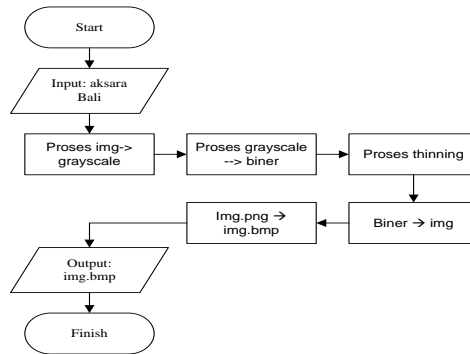 Start
Input: aksara
Bali
Proses img->
grayscale
Proses grayscale
--> biner
Proses thinning
Biner → img
Img.png →
img.bmp
Output:
img.bmp
Finish